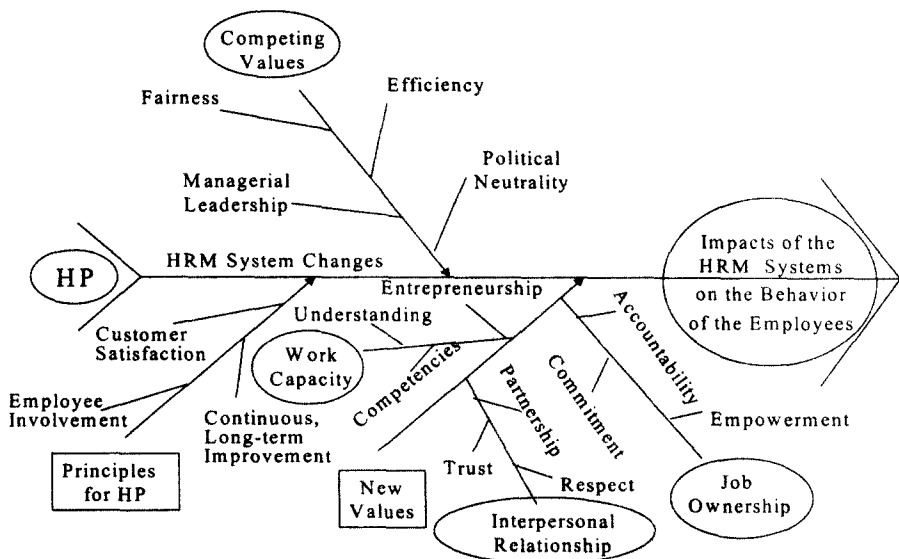 Competing
Values
Fairness
Efficiency
Managerial
Leadership
Political
Neutrality
HP
HRM System Changes
Impacts of the
HRM Systems
on the Behavior
of the Employees
Entrepreneurship
Understanding
Customer
Satisfaction
Work
Capacity
Competencies
Partnership
Commitment
Accountability
Employee
Involvement
Continuous,
Long-term
Improvement
Empowerment
Principles
for HP
New
Values
Trust
Respect
Interpersonal
Relationship
Job
Ownership